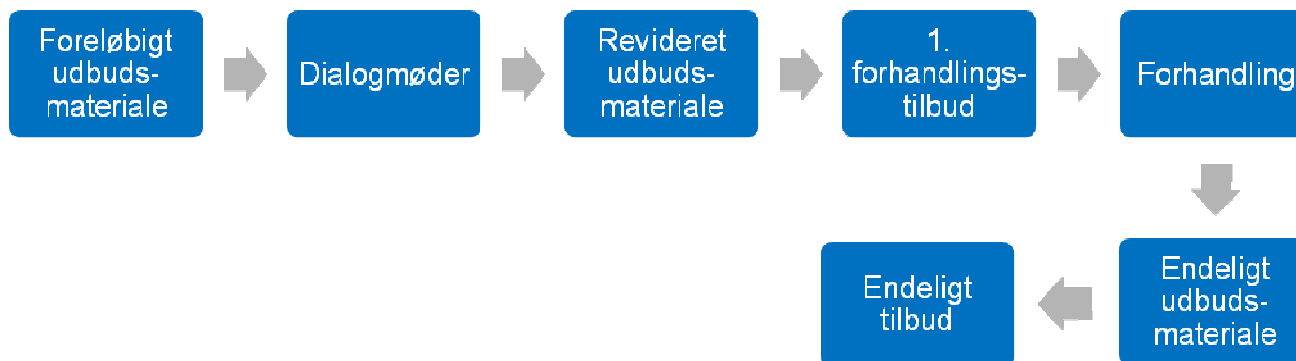 Foreløbigt
udbuds-
materiale
Dialogmøder
Revideret
udbuds-
materiale
1.
forhandlings-
tilbud
Forhandling
Endeligt
udbuds-
materiale
Endeligt
tilbud